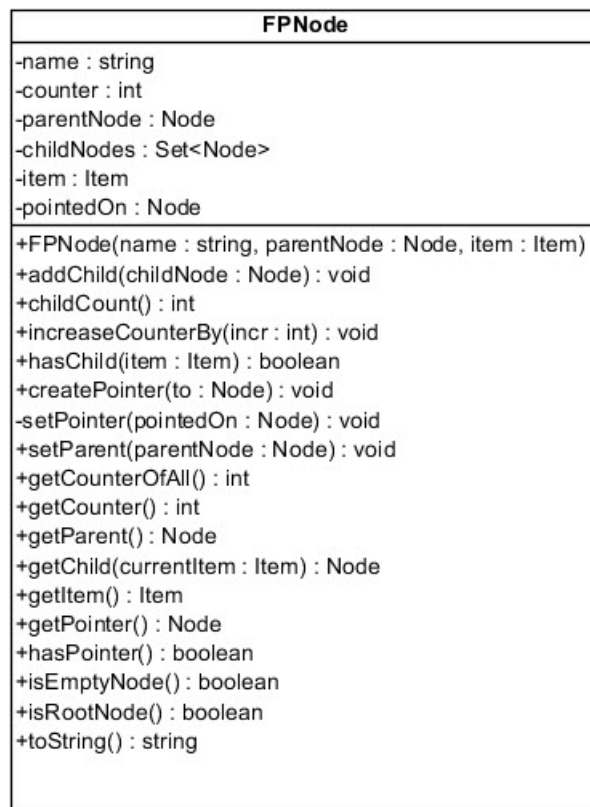 FPNode
-name : string
-counter : int
-parentNode : Node
-childNodes : Set<Node>
-item : Item
-pointedOn : Node
+FPNode(name : string, parentNode : Node, item : Item)
+addChild(childNode : Node) : void
+childCount() : int
+increaseCounterBy(incr : int) : void
+hasChild(item : Item) : boolean
+createPointer(to : Node) : void
-setPointer(pointedOn : Node) : void
+setParent(parentNode : Node) : void
+getCounterOfAll() : int
+getCounter() : int
+getParent() : Node
+getChild(currentItem : Item) : Node
+getItem() : Item
+getPointer() : Node
+hasPointer() : boolean
+isEmptyNode() : boolean
+isRootNode() : boolean
+toString() : string